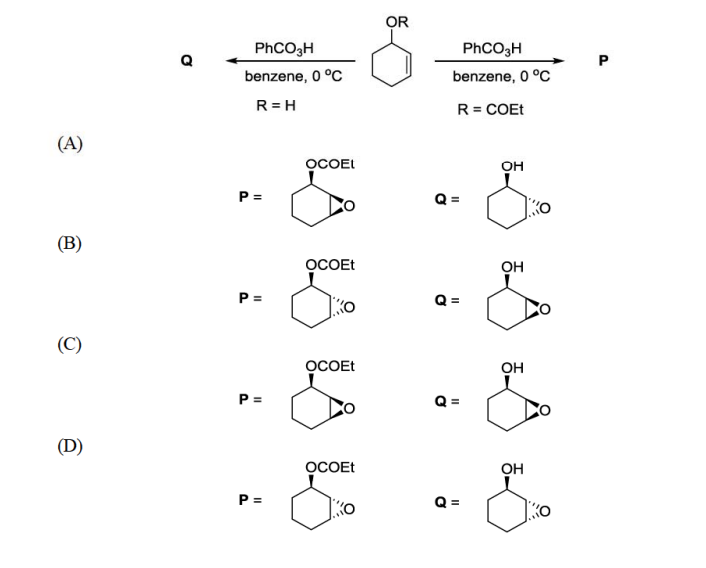 OR
Q PhCO3H PhCO3H P
benzene, 0 °C benzene, 0 °C
R = H R = COEt
(A)
OCOEt OH
P = O Q = O
(B)
OCOEt OH
P = O Q = O
(C)
OCOEt OH
P = O Q = O
(D)
OCOEt OH
P = O Q = O